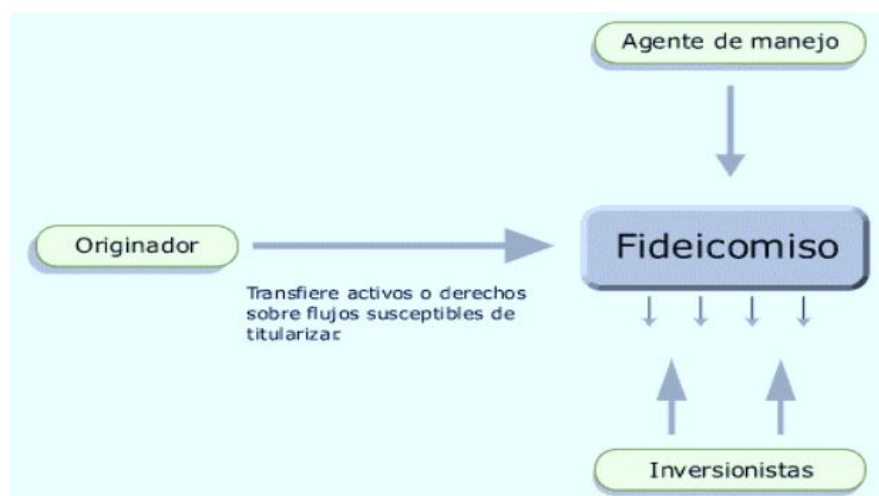 Agente de manejo
Originador
Fideicomiso
Transfiere activos o derechos
sobre flujos susceptibles de
titularizar.
Inversionistas